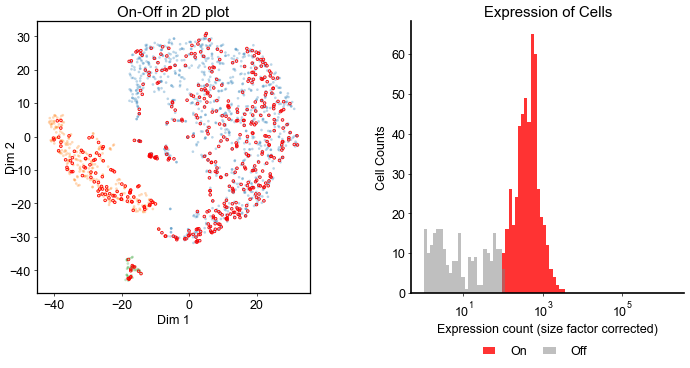 On-Off in 2D plot
Dim 2
30
20
10
0
−10
−20
−30
−40
−40
−20
0
20
Dim 1
Expression of Cells
Cell Counts
60
50
40
30
20
10
0
10^1
10^3
10^5
Expression count (size factor corrected)
On
Off